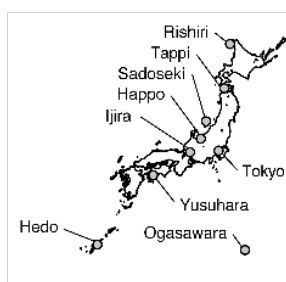 Rishiri
Tappi
Sadoseki
Happo
Ijira
Tokyo
Yusuhara
Hedo
Ogasawara